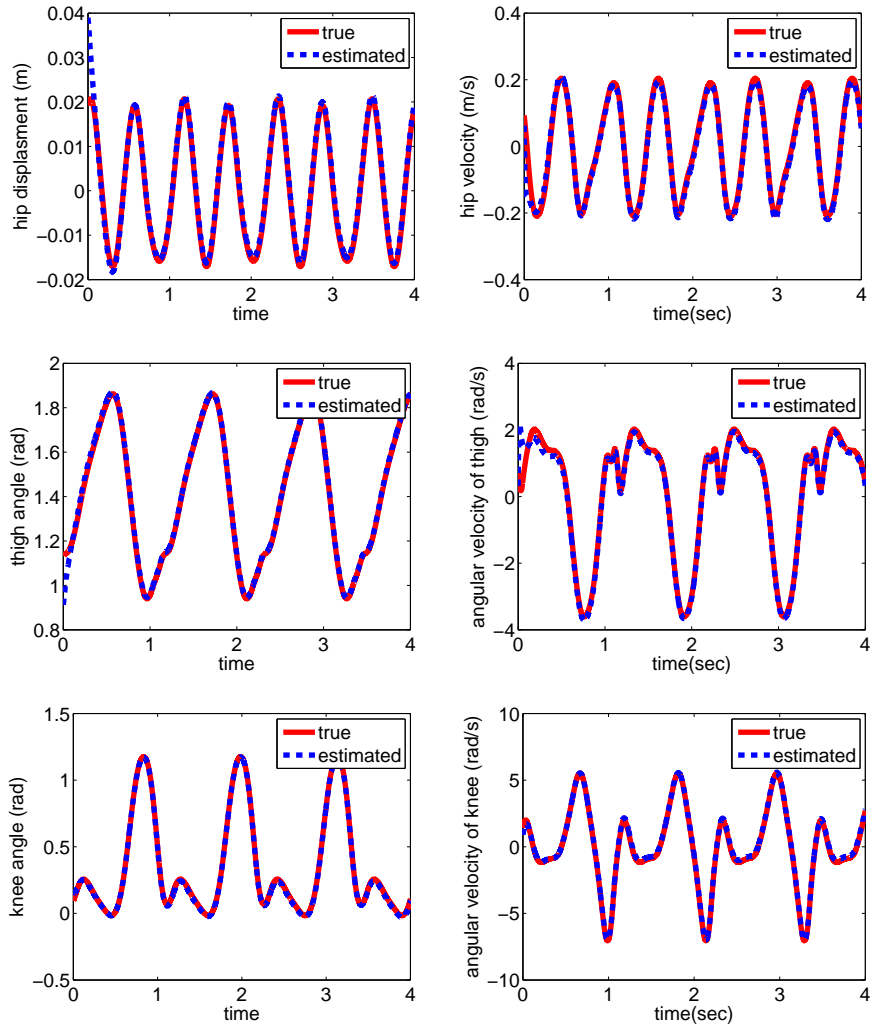 hip displasment (m)
0.04
0.03
0.02
0.01
0
−0.01
−0.02
0 1 2 3 4
time
true
estimated
hip velocity (m/s)
0.4
0.2
0
−0.2
−0.4
0 1 2 3 4
time(sec)
true
estimated
thigh angle (rad)
2
1.8
1.6
1.4
1.2
1
0.8
0 1 2 3 4
time
true
estimated
angular velocity of thigh (rad/s)
4
2
0
−2
−4
0 1 2 3 4
time(sec)
true
estimated
knee angle (rad)
1.5
1
0.5
0
−0.5
0 1 2 3 4
time
true
estimated
angular velocity of knee (rad/s)
10
5
0
−5
−10
0 1 2 3 4
time(sec)
true
estimated